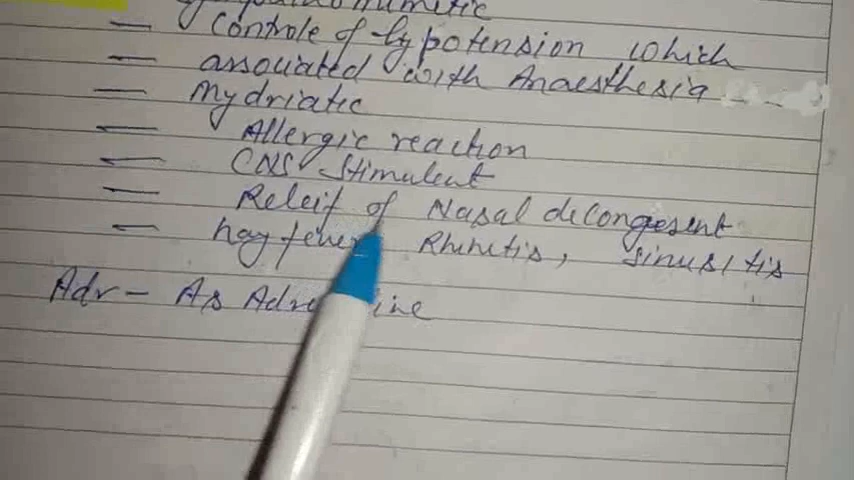 — Controle of hypotension which
— associated with Anaesthesia
— Mydriatic
— Allergic reaction
— CNS Stimulent
— Releif of Nasal decongesent
— hay fever Rhinitis, sinusitis
Adr - As